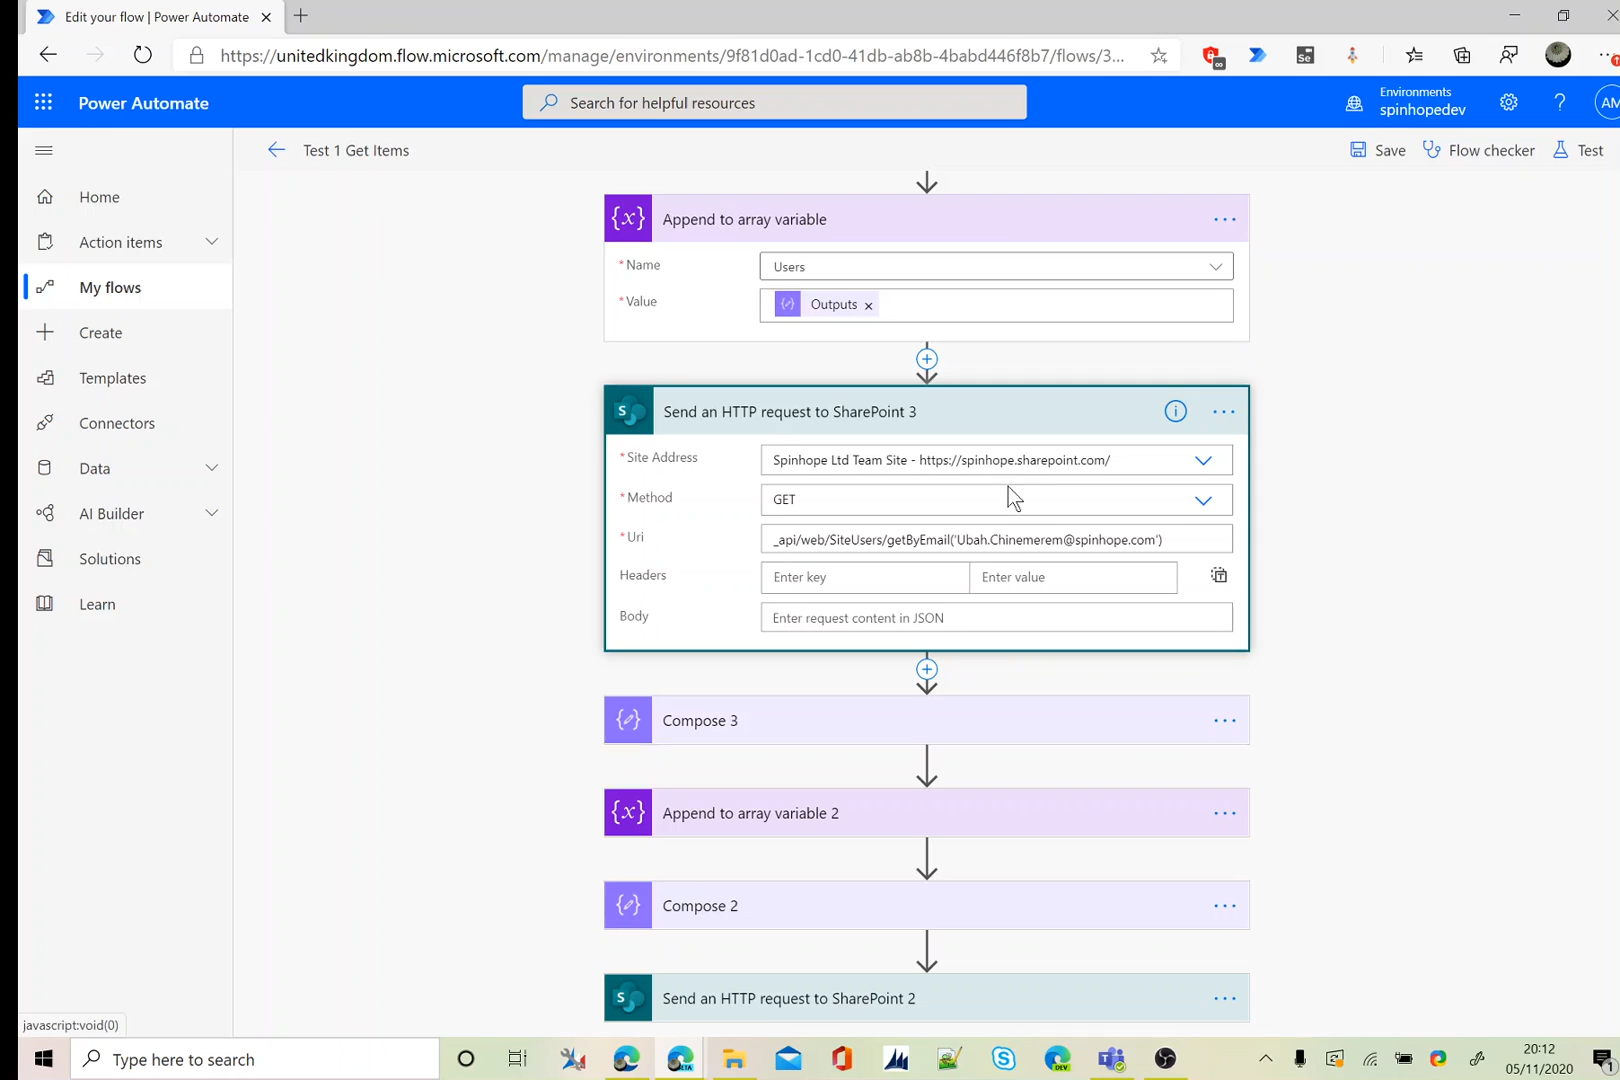 Edit your flow | Power Automate
https://unitedkingdom.flow.microsoft.com/manage/environments/9f81d0ad-1cd0-41db-ab8b-4babd446f8b7/flows/3...
Power Automate
Search for helpful resources
Environments
spinhopedev
?
AM
Test 1 Get Items
Save
Flow checker
Test
Home
Action items
My flows
Create
Templates
Connectors
Data
AI Builder
Solutions
Learn
{x} Append to array variable ...
*Name Users
*Value Outputs x
S Send an HTTP request to SharePoint 3 i ...
*Site Address Spinhope Ltd Team Site - https://spinhope.sharepoint.com/
*Method GET
*Uri _api/web/SiteUsers/getByEmail('Ubah.Chinemerem@spinhope.com')
Headers Enter key Enter value
Body Enter request content in JSON
Compose 3 ...
{x} Append to array variable 2 ...
Compose 2 ...
S Send an HTTP request to SharePoint 2 ...
javascript:void(0)
Type here to search
BETA
DEV
20:12
05/11/2020
1